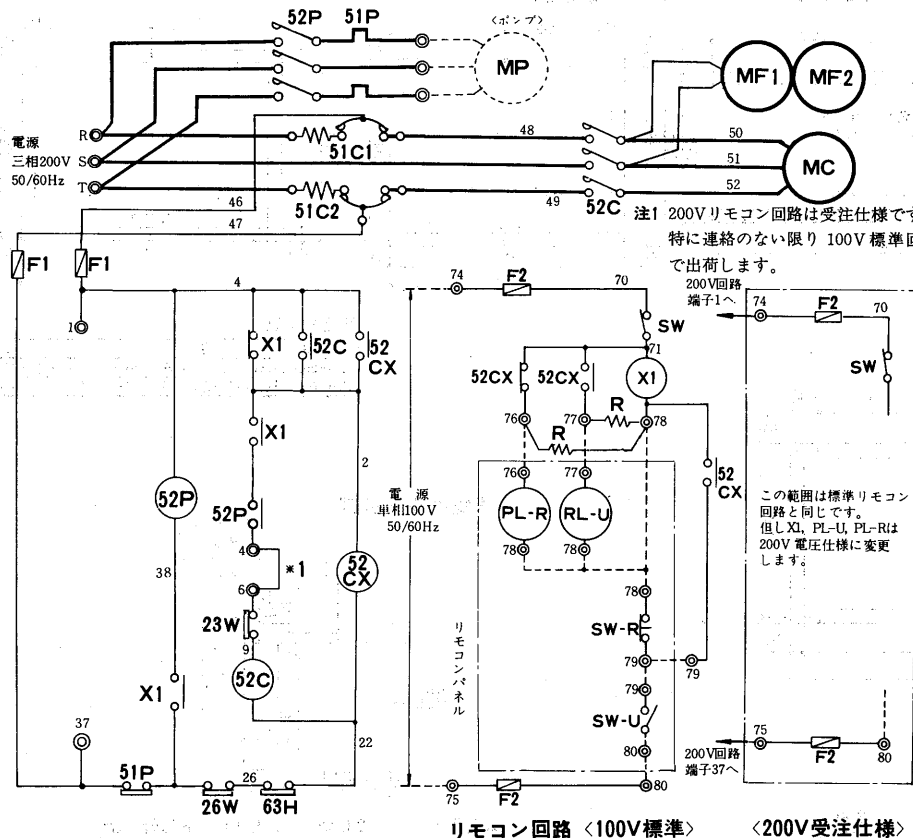 52P
51P
〈ポンプ〉
MP
MF1
MF2
電源
三相200V
50/60Hz
R
S
T
51C1
48
50
51
MC
46
51C2
49
52C
52
47
注1 200Vリモコン回路は受注仕様です
特に連絡のない限り 100V 標準回
で出荷します。
F1
F1
4
1
74
F2
70
200V回路
端子1へ
74
F2
70
SW
SW
X1
52C
52
CX
71
52CX
52CX
X1
76
77
R
78
R
X1
2
52
CX
電源
単相100V
50/60Hz
76
77
52P
52P
PL-R
RL-U
この範囲は標準リモコン
回路と同じです。
但しX1, PL-U, PL-Rは
200V 電圧仕様に変更
します。
4
※1
52
CX
78
78
38
6
78
23W
リモコンパネル
SW-R
9
52C
79
79
79
X1
SW-U
37
22
80
75
F2
80
200V回路
端子37へ
51P
26
26W
63H
75
F2
80
リモコン回路〈100V標準〉
〈200V受注仕様〉